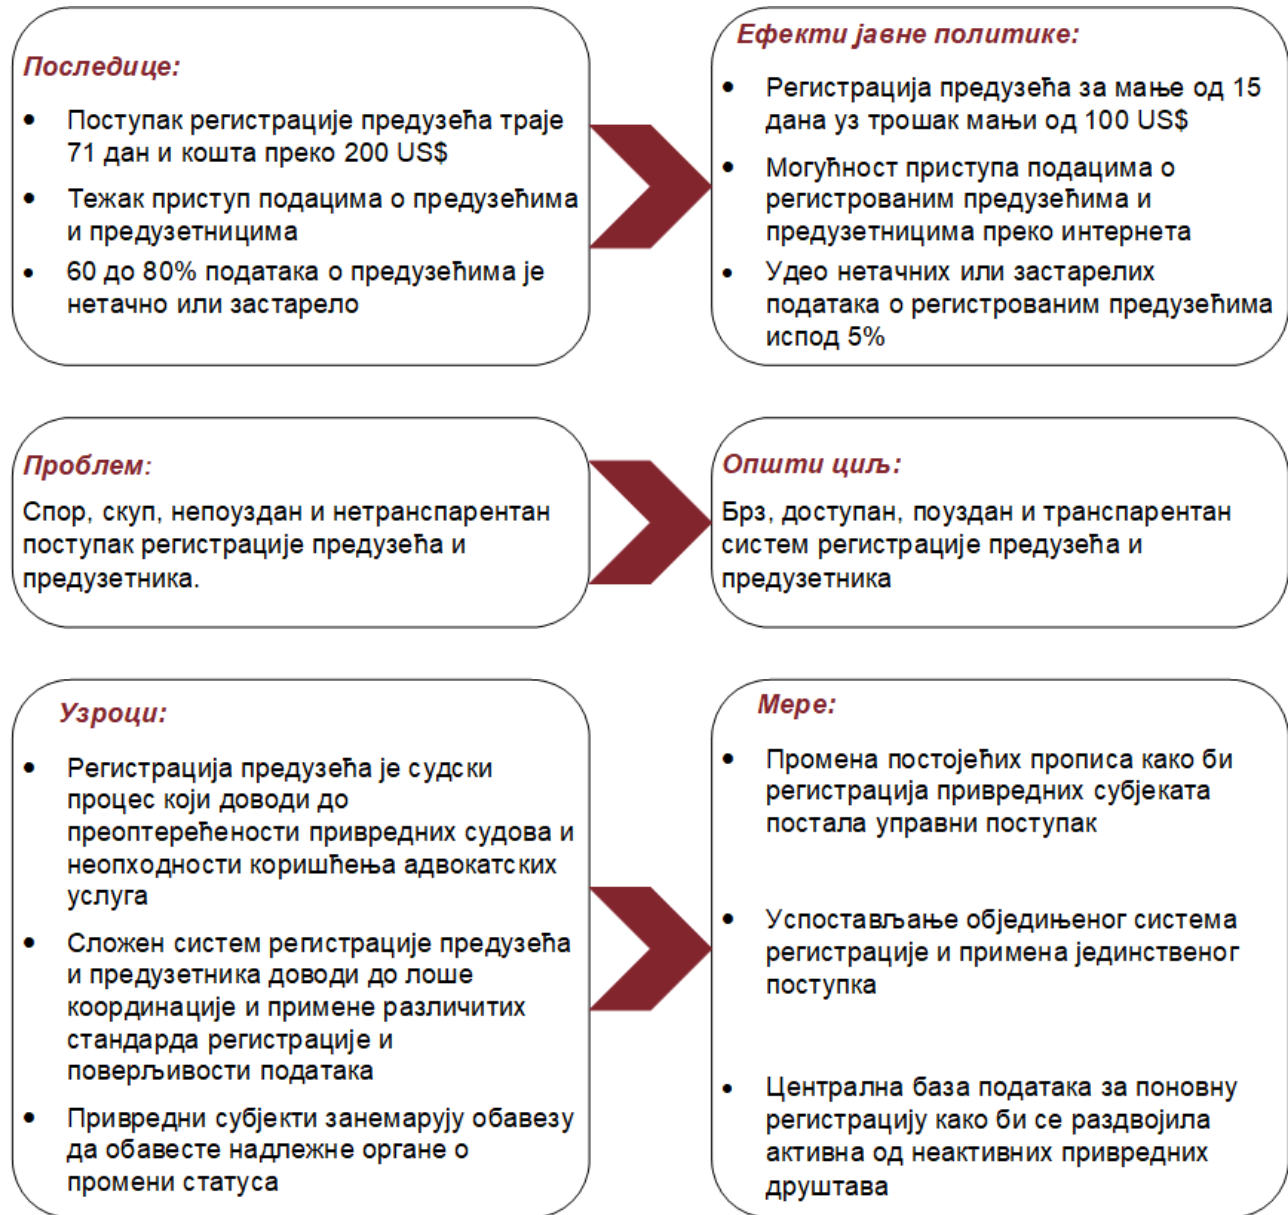 Последице:
• Поступак регистрације предузећа траје
71 дан и кошта преко 200 US$
• Тежак приступ подацима о предузећима
и предузетницима
• 60 до 80% података о предузећима је
нетачно или застарело
Ефекти јавне политике:
• Регистрација предузећа за мање од 15
дана уз трошак мањи од 100 US$
• Могућност приступа подацима о
регистрованим предузећима и
предузетницима преко интернета
• Удео нетачних или застарелих
података о регистрованим предузећима
испод 5%
Проблем:
Спор, скуп, непоуздан и нетранспарентан
поступак регистрације предузећа и
предузетника.
Општи циљ:
Брз, доступан, поуздан и транспарентан
систем регистрације предузећа и
предузетника
Узроци:
• Регистрација предузећа је судски
процес који доводи до
преоптерећености привредних судова и
неопходности коришћења адвокатских
услуга
• Сложен систем регистрације предузећа
и предузетника доводи до лоше
координације и примене различитих
стандарда регистрације и
поверљивости података
• Привредни субјекти занемарују обавезу
да обавесте надлежне органе о
промени статуса
Мере:
• Промена постојећих прописа како би
регистрација привредних субјеката
постала управни поступак
• Успостављање обједињеног система
регистрације и примена јединственог
поступка
• Централна база података за поновну
регистрацију како би се раздвојила
активна од неактивних привредних
друштава